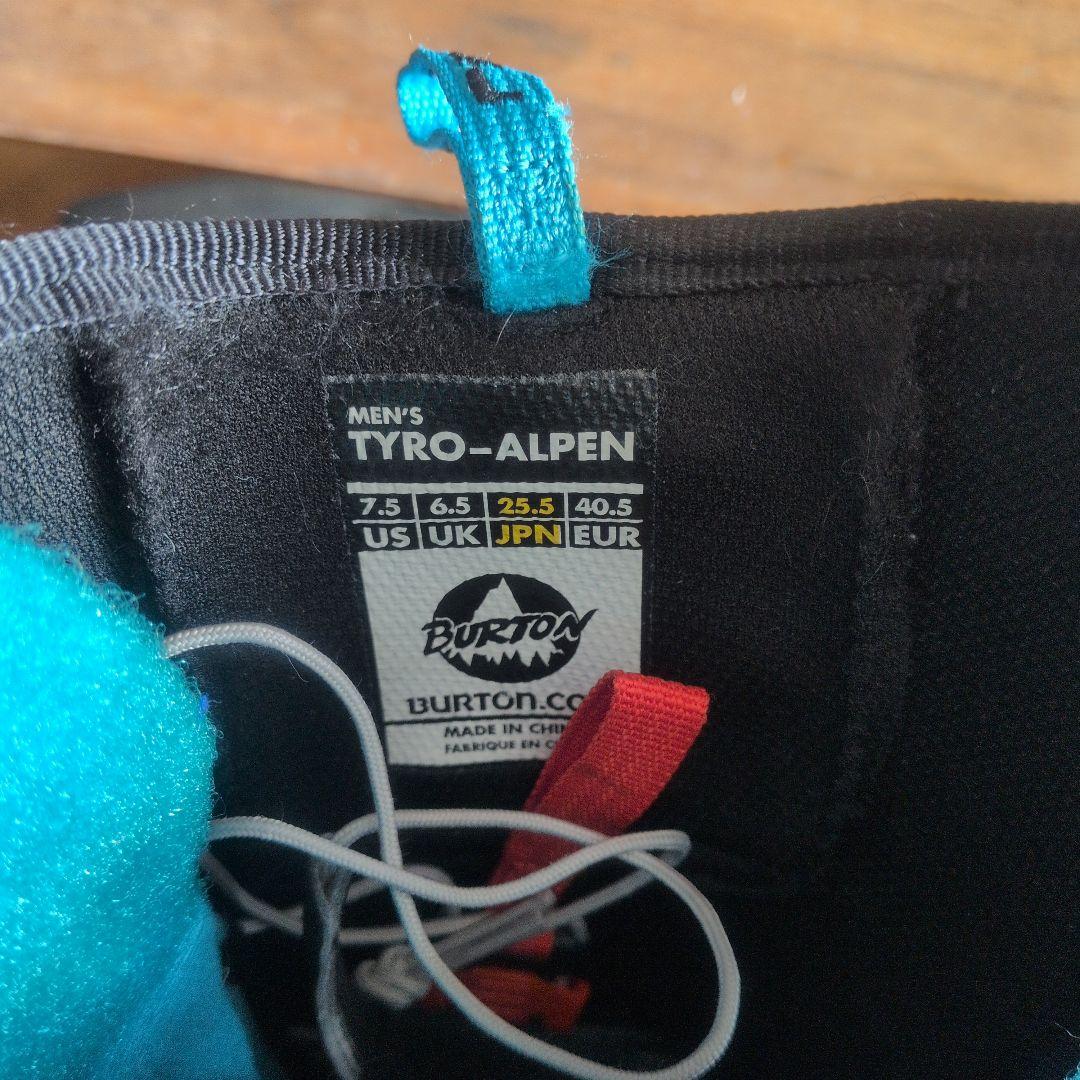 MEN'S
TYRO-ALPEN
7.5 6.5 25.5 40.5
US UK JPN EUR
BURTON
BURTON.CO
MADE IN
FABRIQUE EN